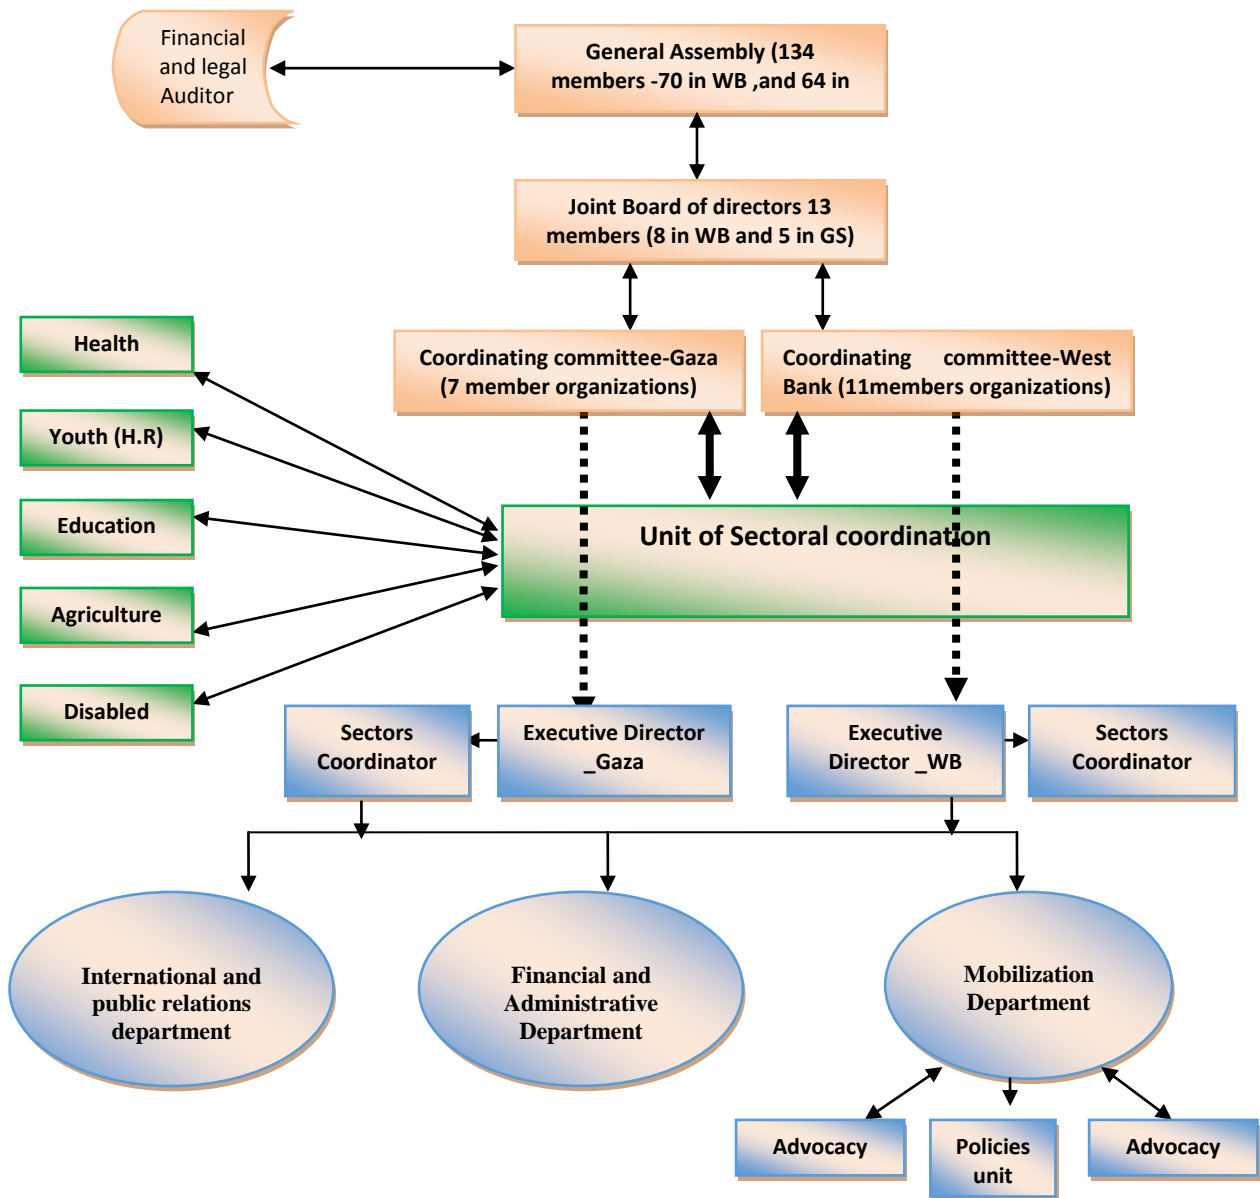 Financial
and legal
Auditor
General Assembly (134
members -70 in WB ,and 64 in
Joint Board of directors 13
members (8 in WB and 5 in GS)
Health
Coordinating committee-Gaza
(7 member organizations)
Coordinating committee-West
Bank (11members organizations)
Youth (H.R)
Education
Unit of Sectoral coordination
Agriculture
Disabled
Sectors
Coordinator
Executive Director
_Gaza
Executive
Director _WB
Sectors
Coordinator
International and
public relations
department
Financial and
Administrative
Department
Mobilization
Department
Advocacy
Policies
unit
Advocacy